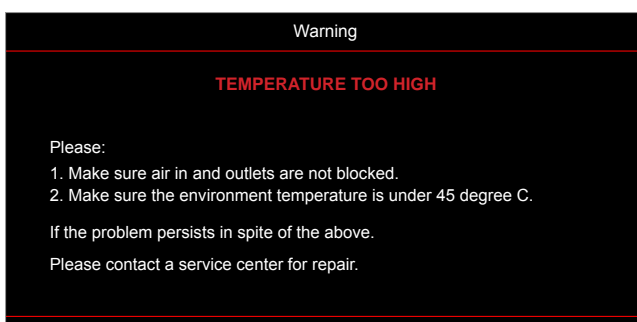 Warning
TEMPERATURE TOO HIGH
Please:
1. Make sure air in and outlets are not blocked.
2. Make sure the environment temperature is under 45 degree C.
If the problem persists in spite of the above.
Please contact a service center for repair.